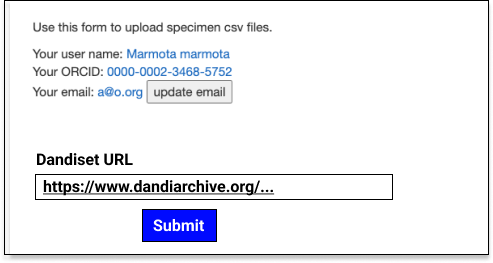 Use this form to upload specimen csv files.
Your user name: Marmota marmota
Your ORCID: 0000-0002-3468-5752
Your email: a@o.org update email
Dandiset URL
https://www.dandiarchive.org/...
Submit